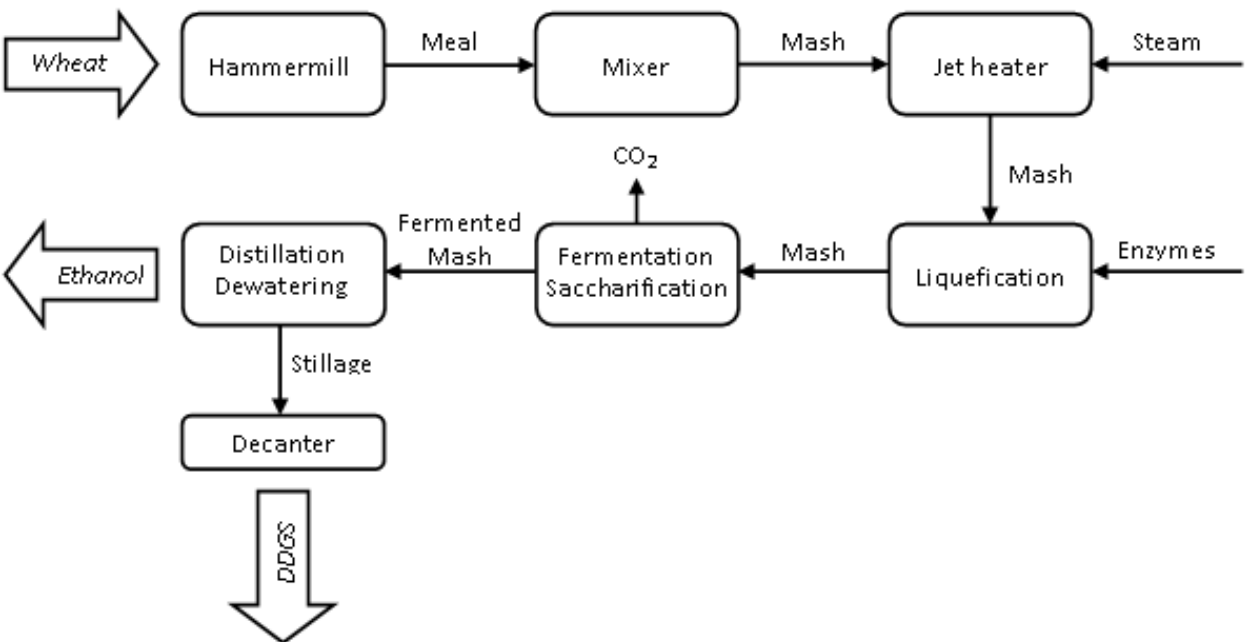 Wheat
Hammermill
Meal
Mixer
Mash
Jet heater
Steam
CO2
Mash
Ethanol
Distillation
Dewatering
Fermented
Mash
Fermentation
Saccharification
Mash
Liquefication
Enzymes
Stillage
Decanter
DDGS